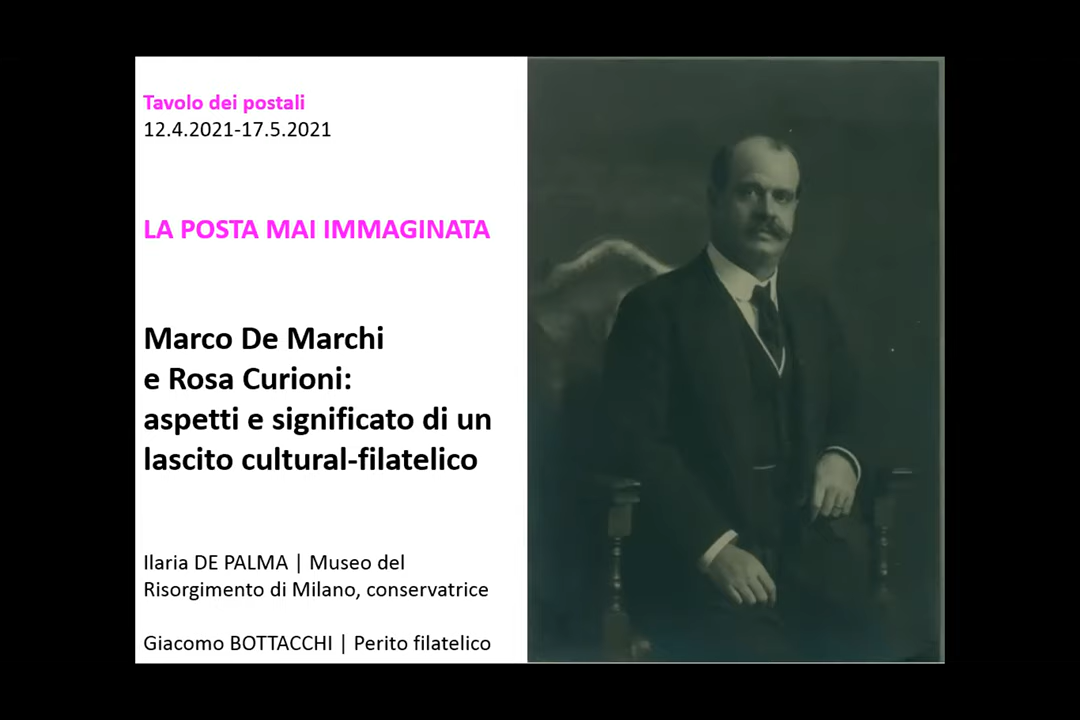 Tavolo dei postali
12.4.2021-17.5.2021
LA POSTA MAI IMMAGINATA
Marco De Marchi
e Rosa Curioni:
aspetti e significato di un
lascito cultural-filatelico
Ilaria DE PALMA | Museo del
Risorgimento di Milano, conservatrice
Giacomo BOTTACCHI | Perito filatelico